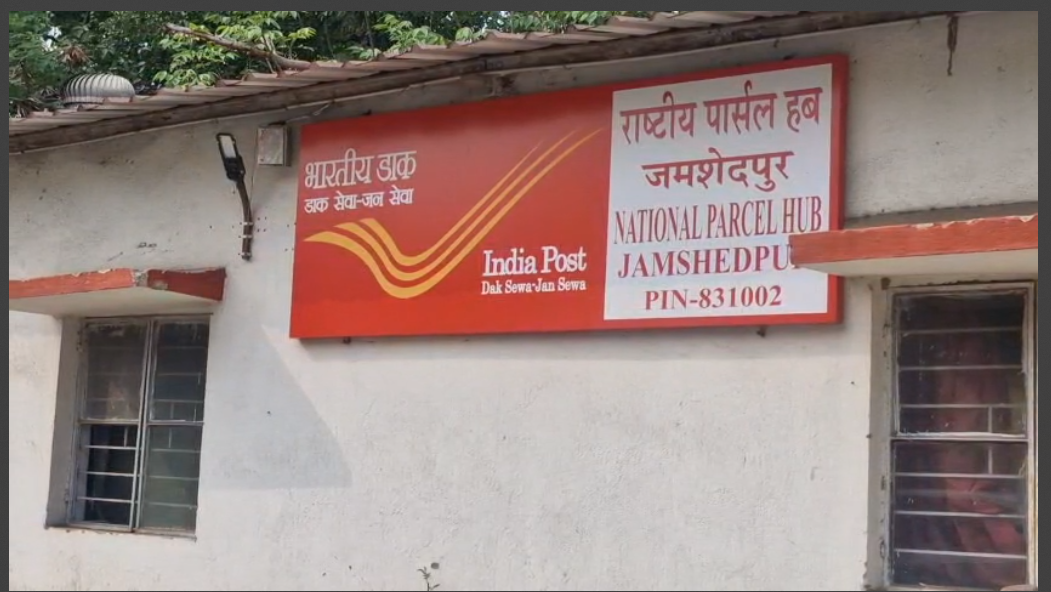 भारतीय डाक
डाक सेवा-जन सेवा
India Post
Dak Sewa-Jan Sewa
राष्टीय पार्सल हब
जमशेदपुर
NATIONAL PARCEL HUB
JAMSHEDPU
PIN-831002